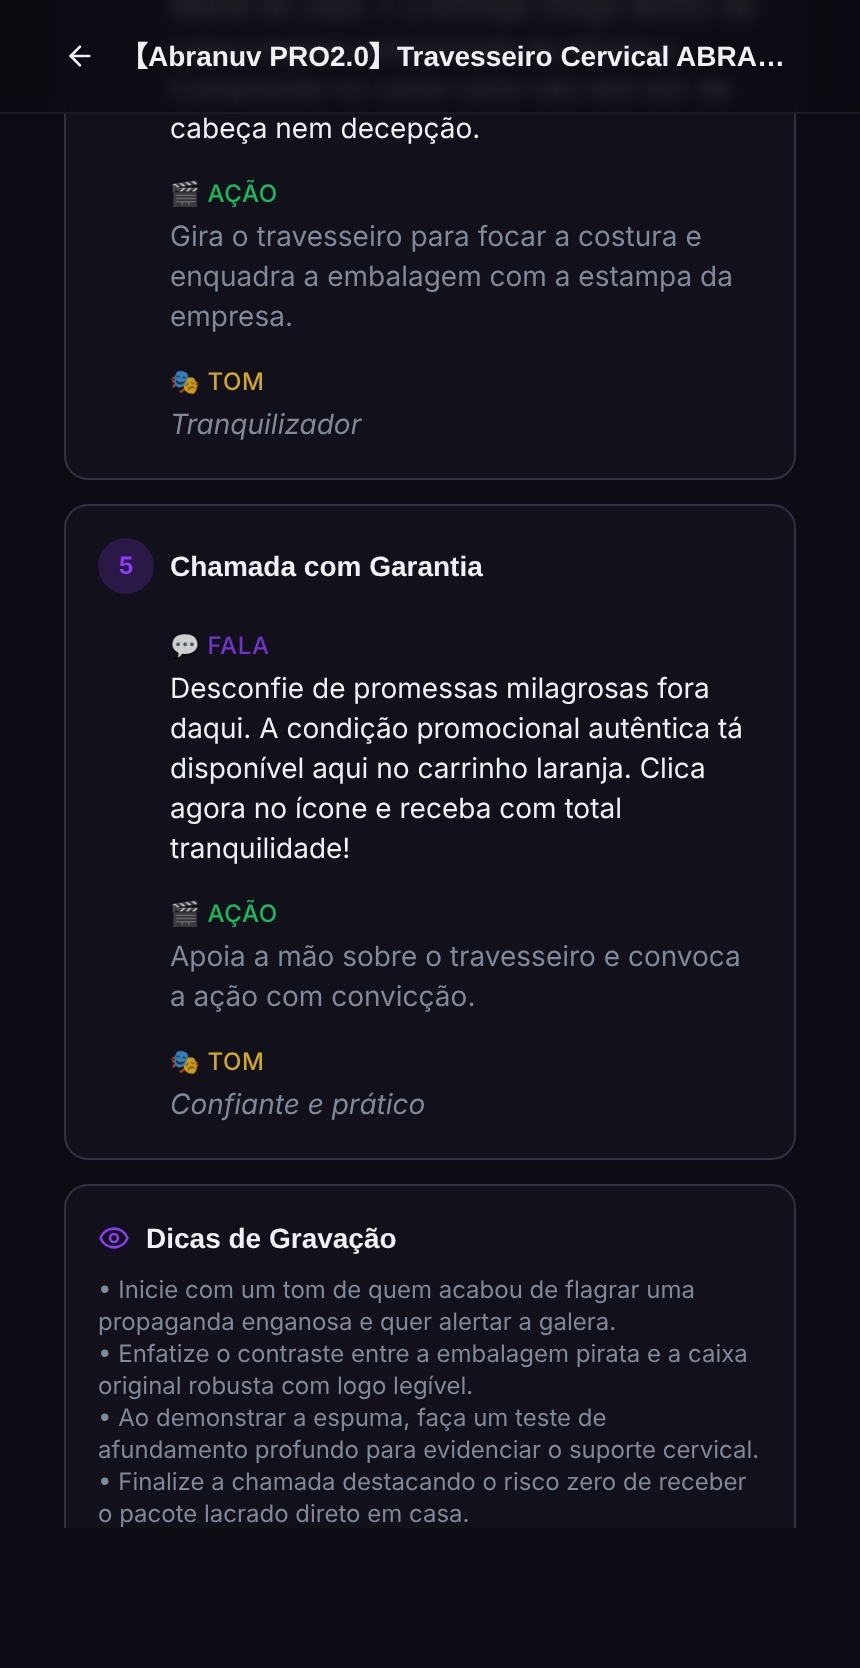 【Abranuv PRO2.0】Travesseiro Cervical ABRA...
cabeça nem decepção.
🎬 AÇÃO
Gira o travesseiro para focar a costura e
enquadra a embalagem com a estampa da
empresa.
🎭 TOM
Tranquilizador
5
Chamada com Garantia
💬 FALA
Desconfie de promessas milagrosas fora
daqui. A condição promocional autêntica tá
disponível aqui no carrinho laranja. Clica
agora no ícone e receba com total
tranquilidade!
🎬 AÇÃO
Apoia a mão sobre o travesseiro e convoca
a ação com convicção.
🎭 TOM
Confiante e prático
Dicas de Gravação
• Inicie com um tom de quem acabou de flagrar uma
propaganda enganosa e quer alertar a galera.
• Enfatize o contraste entre a embalagem pirata e a caixa
original robusta com logo legível.
• Ao demonstrar a espuma, faça um teste de
afundamento profundo para evidenciar o suporte cervical.
• Finalize a chamada destacando o risco zero de receber
o pacote lacrado direto em casa.